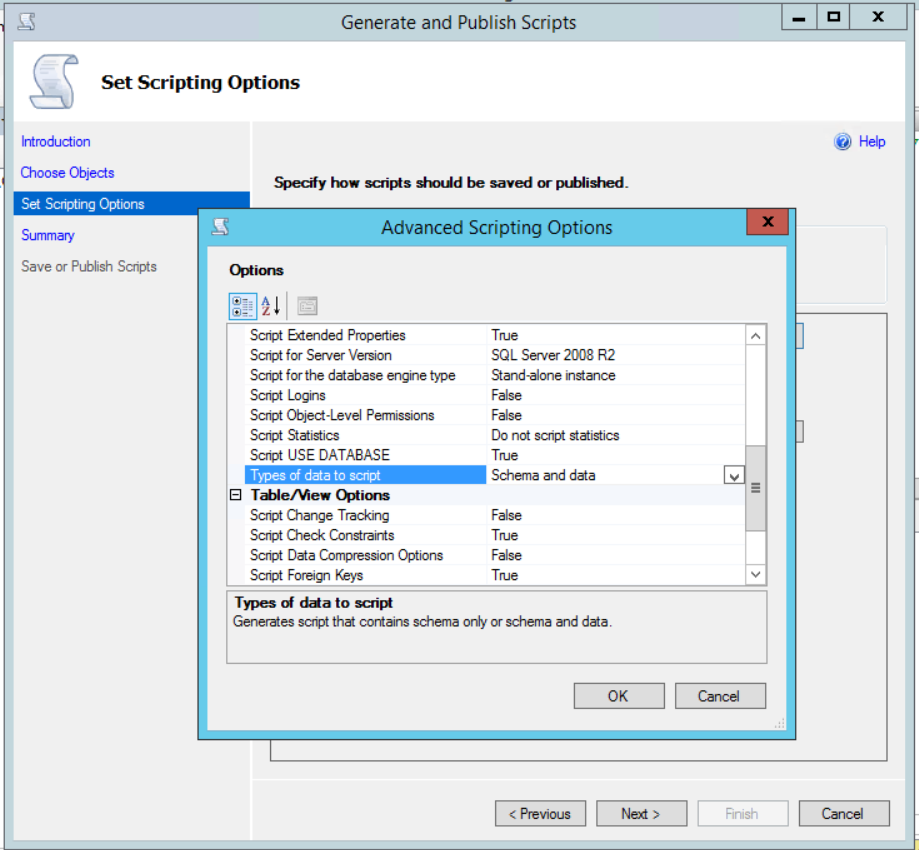 Generate and Publish Scripts
Set Scripting Options
Introduction
Help
Choose Objects
Specify how scripts should be saved or published.
Set Scripting Options
Summary
Save or Publish Scripts
Advanced Scripting Options
Options
Script Extended Properties True
Script for Server Version SQL Server 2008 R2
Script for the database engine type Stand-alone instance
Script Logins False
Script Object-Level Permissions False
Script Statistics Do not script statistics
Script USE DATABASE True
Types of data to script Schema and data
Table/View Options
Script Change Tracking False
Script Check Constraints True
Script Data Compression Options False
Script Foreign Keys True
Types of data to script
Generates script that contains schema only or schema and data.
OK Cancel
< Previous Next > Finish Cancel